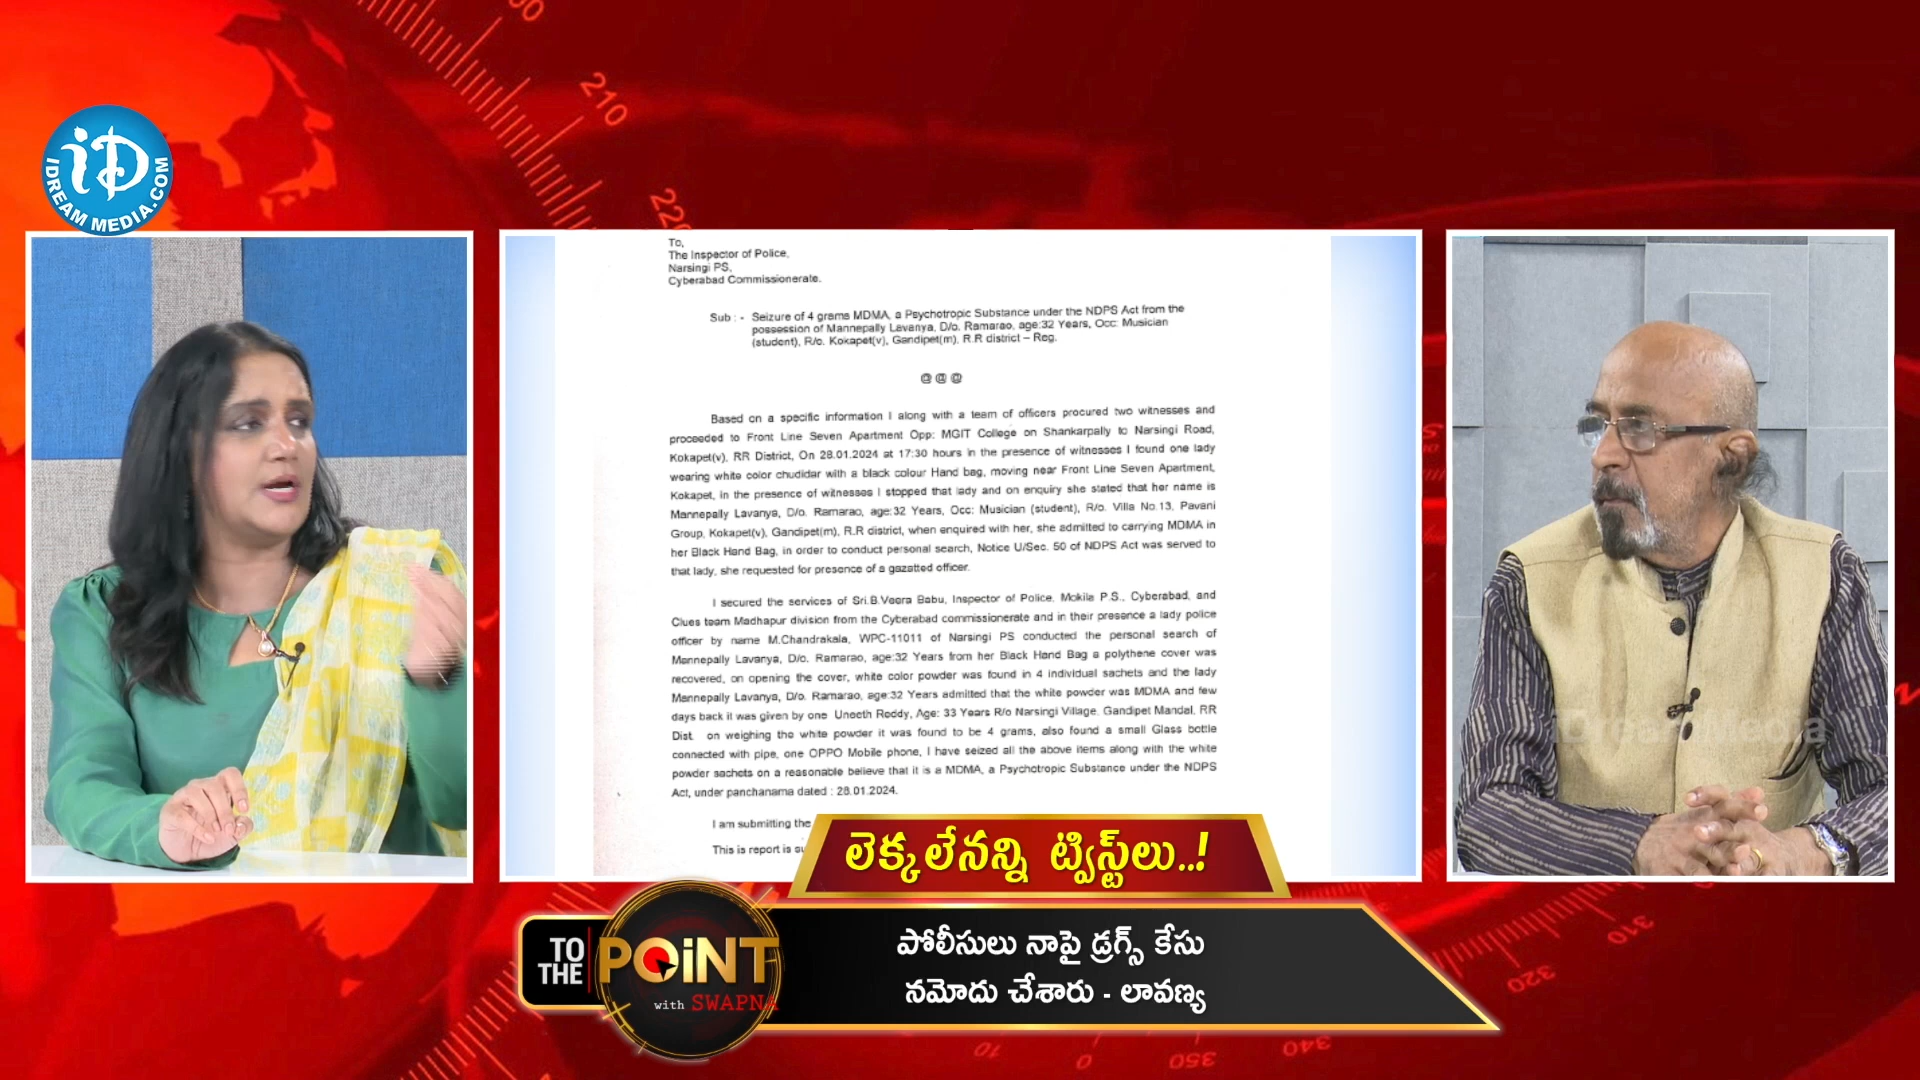 200
210
220
iD
IDREAM MEDIA.COM
To,
The Inspector of Police,
Narsingi PS,
Cyberabad Commissionerate.
Sub : - Seizure of 4 grams MDMA, a Psychotropic Substance under the NDPS Act from the
possession of Mannepally Lavanya, D/o. Ramarao, age:32 Years, Occ: Musician
(student), R/o. Kokapet(v), Gandipet(m), R.R district – Reg.
@@@
Based on a specific information I along with a team of officers procured two witnesses and
proceeded to Front Line Seven Apartment Opp: MGIT College on Shankarpally to Narsingi Road,
Kokapet(v), RR District, On 28.01.2024 at 17:30 hours in the presence of witnesses I found one lady
wearing white color chudidar with a black colour Hand bag, moving near Front Line Seven Apartment,
Kokapet, in the presence of witnesses I stopped that lady and on enquiry she stated that her name is
Mannepally Lavanya, D/o. Ramarao, age:32 Years, Occ: Musician (student), R/o. Villa No.13, Pavani
Group, Kokapet(v), Gandipet(m), R.R district, when enquired with her, she admitted to carrying MDMA in
her Black Hand Bag, in order to conduct personal search, Notice U/Sec. 50 of NDPS Act was served to
that lady, she requested for presence of a gazatted officer.
I secured the services of Sri.B.Veera Babu, Inspector of Police, Mokila P.S., Cyberabad, and
Clues team Madhapur division from the Cyberabad commissionerate and in their presence a lady police
officer by name M.Chandrakala, WPC-11011 of Narsingi PS conducted the personal search of
Mannepally Lavanya, D/o. Ramarao, age:32 Years from her Black Hand Bag a polythene cover was
recovered, on opening the cover, white color powder was found in 4 individual sachets and the lady
Mannepally Lavanya, D/o. Ramarao, age:32 Years admitted that the white powder was MDMA and few
days back it was given by one Uneeth Reddy, Age: 33 Years R/o Narsingi Village. Gandipet Mandal, RR
Dist. on weighing the white powder it was found to be 4 grams, also found a small Glass bottle
connected with pipe, one OPPO Mobile phone, I have seized all the above items along with the white
powder sachets on a reasonable believe that it is a MDMA, a Psychotropic Substance under the NDPS
Act, under panchanama dated : 28.01.2024.
I am submitting the
This is report is su
iDream Media
లెక్కలేనన్ని ట్విస్ట్‌లు..!
TO THE POiNT
with SWAPNA
పోలీసులు నాపై డ్రగ్స్ కేసు
నమోదు చేశారు - లావణ్య
310
320
340
350
0
10